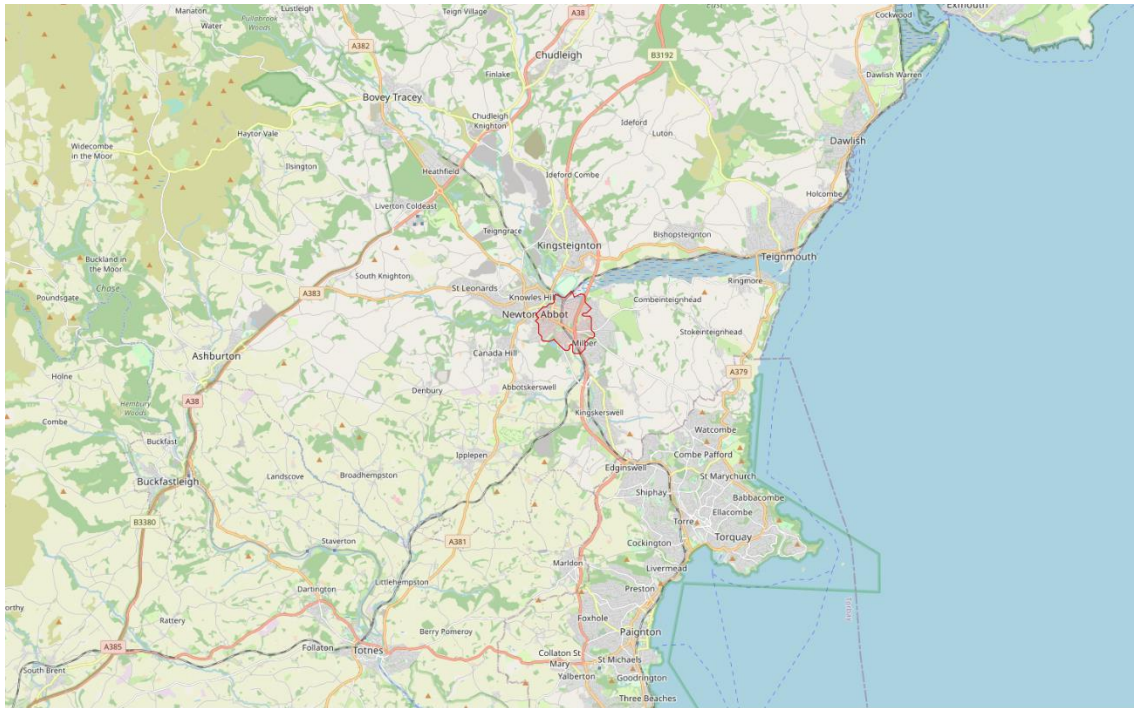 Manaton
Lustleigh
Teign Village
A38
East
Cockwood
Exmouth
Water
Pullabrook
Woods
A382
Chudleigh
B3192
Finlake
Dawlish Warren
Bovey Tracey
Chudleigh
Knighton
Ideford
Luton
Haytor Vale
Dawlish
Widecombe
in the Moor
Ilsington
Heathfield
Ideford Combe
Holcombe
Liverton Coldeast
Teigngrace
Bishopsteignton
Kingsteignton
Teignmouth
Buckland in
the Moor
South Knighton
Ringmore
Chase
A383
St Leonards
Knowles Hill
Combeinteignhead
Poundsgate
Newton Abbot
Stokeinteignhead
Milber
Ashburton
Canada Hill
A379
Holne
Denbury
Abbotskerswell
Hembury
Woods
A38
Kingskerswell
Combe
Watcombe
Buckfast
Ipplepen
Combe Pafford
Landscove
Broadhempston
Edginswell
St Marychurch
Buckfastleigh
Shiphay
Babbacombe
Ellacombe
B3380
Torre
Torquay
A381
Staverton
Cockington
Marldon
Livermead
Dartington
Littlehempston
Preston
Torbay
Rattery
Foxhole
Berry Pomeroy
Paignton
A385
Follaton
Totnes
Collaton St
Mary
St Michaels
South Brent
Yalberton
Goodrington
Three Beaches